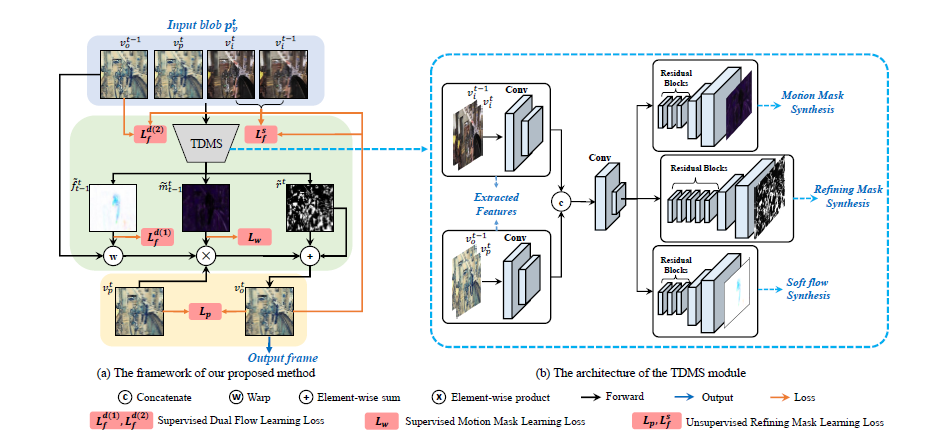 Input blob $p_v^t$
$v_o^{t-1}$ $v_p^t$ $v_i^t$ $v_i^{t-1}$
$L_f^{d(2)}$ $L_f^s$
TDMS
$\tilde{f}_{t-1}^t$ $\tilde{m}_{t-1}^t$ $\tilde{r}^t$
$L_f^{d(1)}$ $L_w$
w × +
$v_p^t$ $v_o^t$
$L_p$
Output frame
(a) The framework of our proposed method
$v_i^{t-1}$
$v_i^t$
Conv
Extracted
Features
$v_o^{t-1}$
$v_p^t$
Conv
c
Conv
Residual
Blocks
Motion Mask
Synthesis
Residual Blocks
Refining Mask
Synthesis
Residual
Blocks
Soft flow
Synthesis
(b) The architecture of the TDMS module
c Concatenate w Warp + Element-wise sum x Element-wise product Forward Output Loss
$L_f^{d(1)}, L_f^{d(2)}$ Supervised Dual Flow Learning Loss $L_w$ Supervised Motion Mask Learning Loss $L_p, L_f^s$ Unsupervised Refining Mask Learning Loss